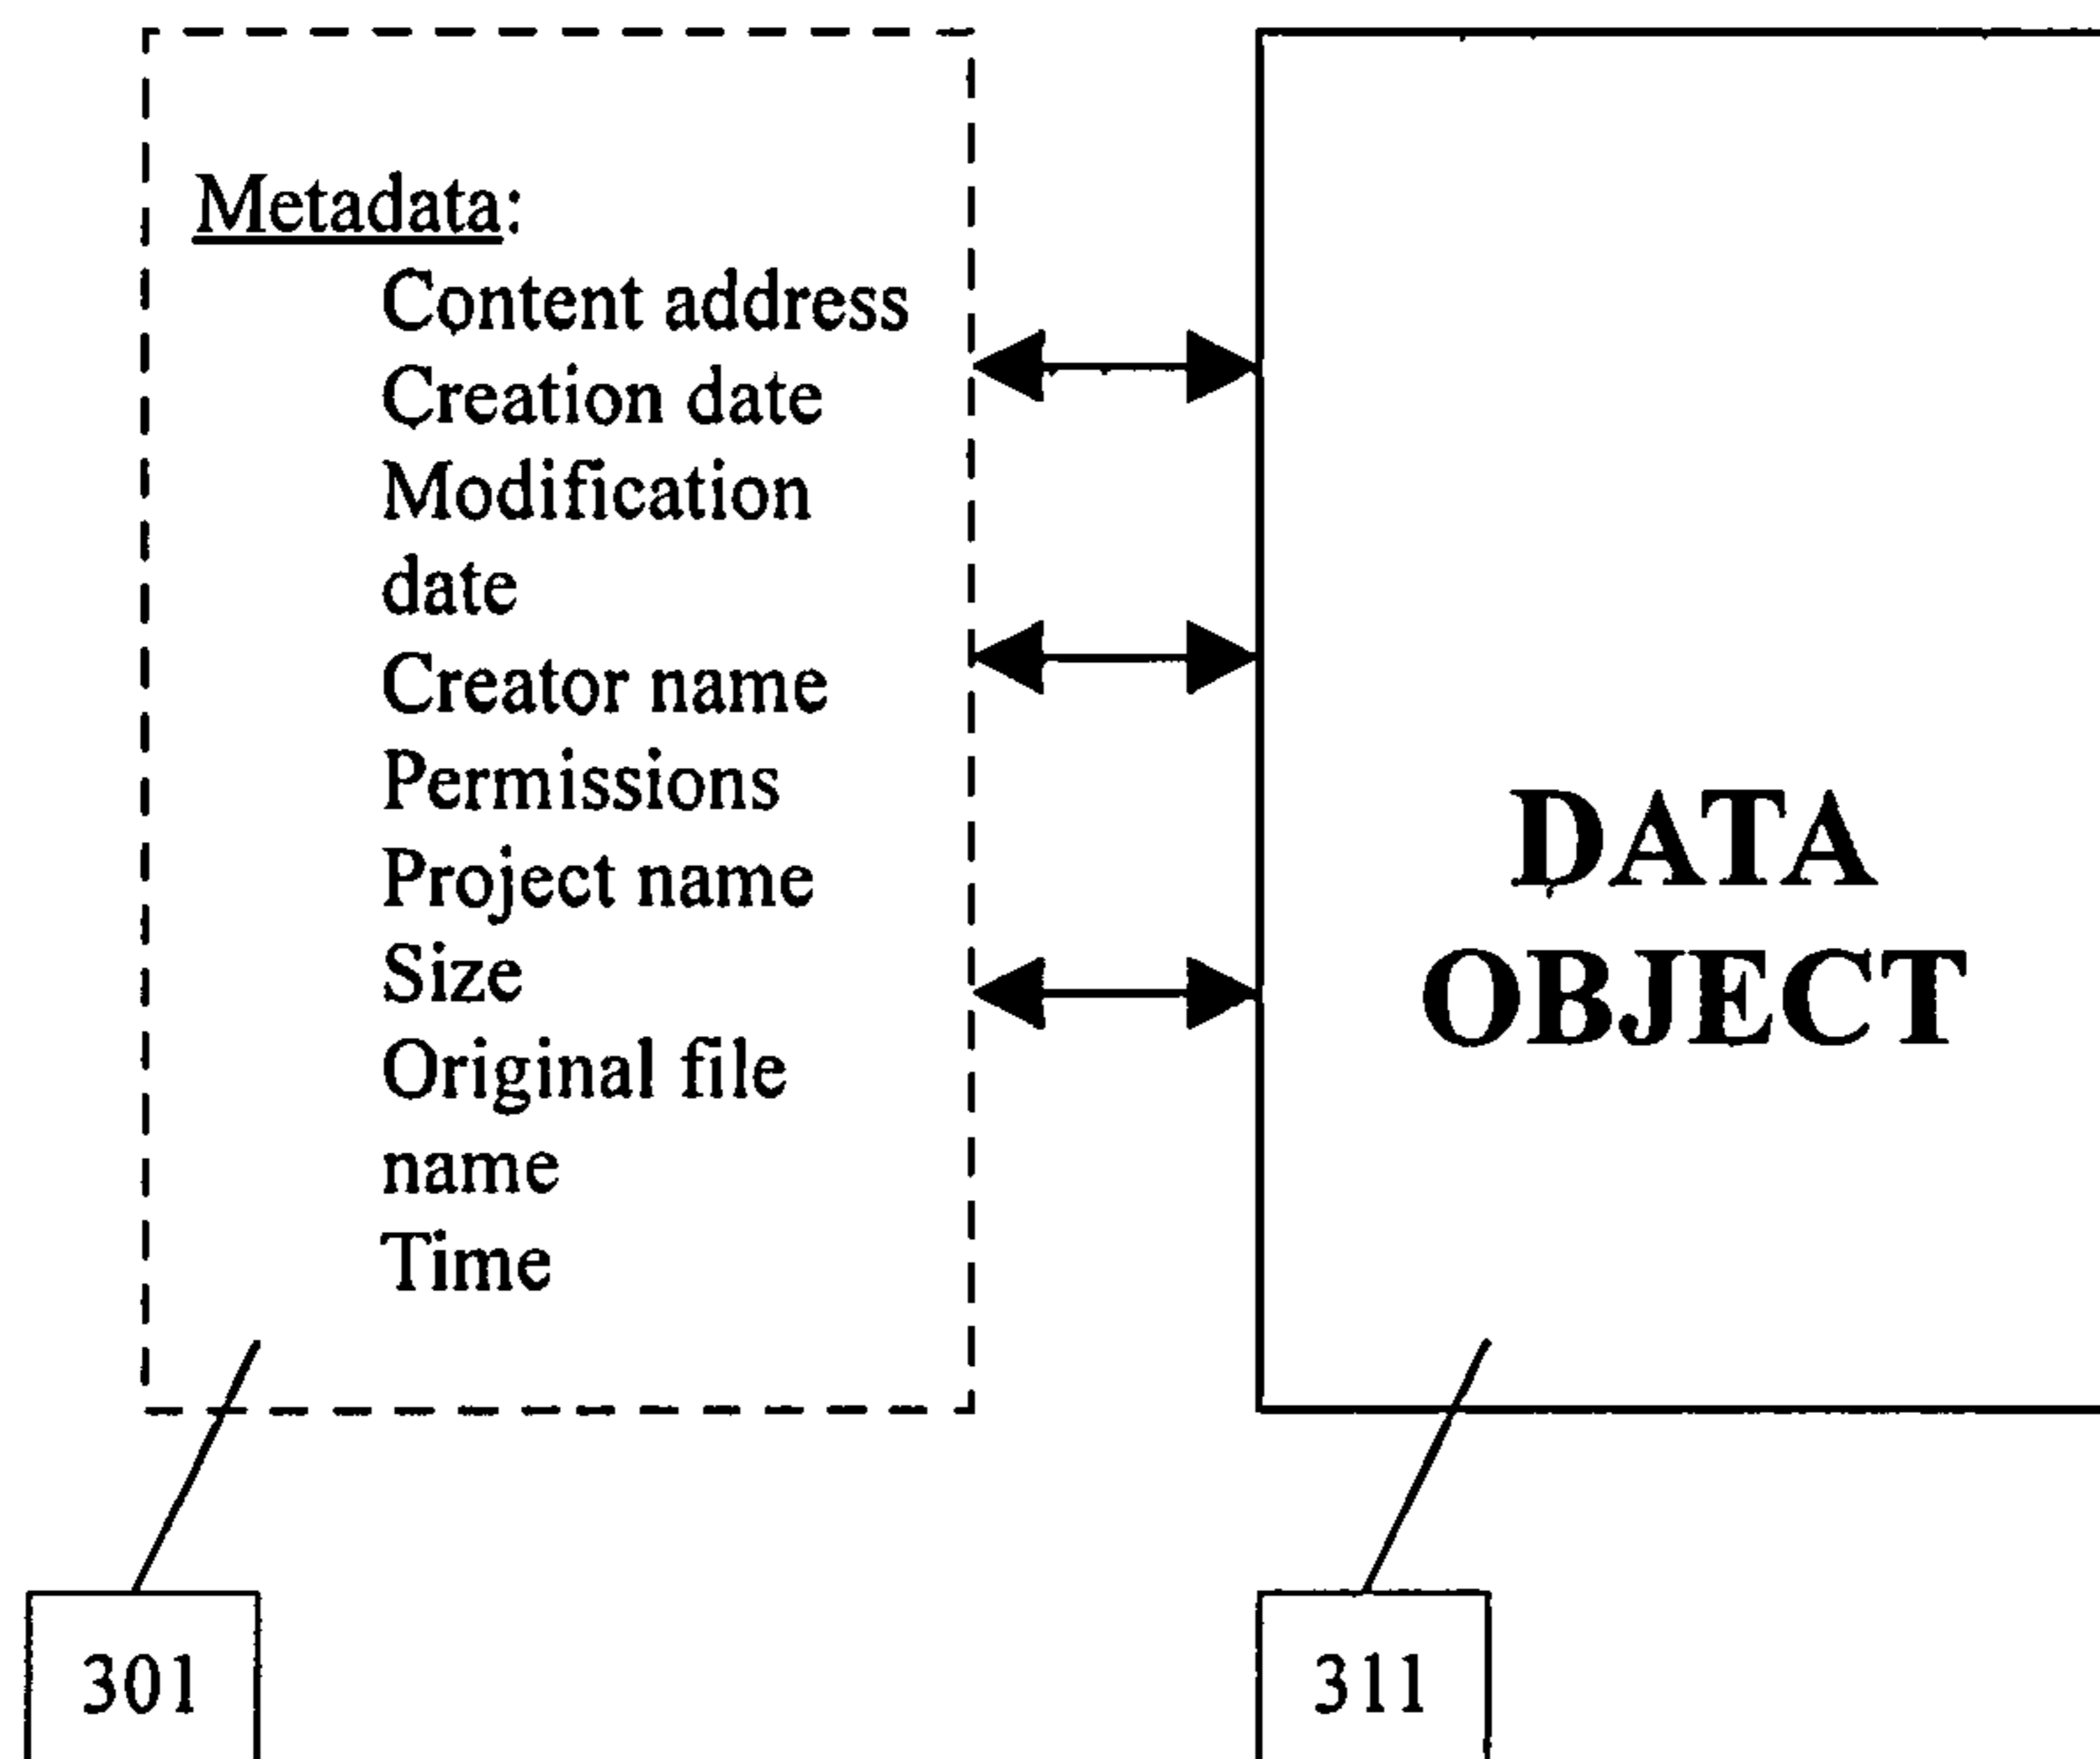 Metadata:
Content address
Creation date
Modification
date
Creator name
Permissions
Project name
Size
Original file
name
Time
DATA
OBJECT
301
311